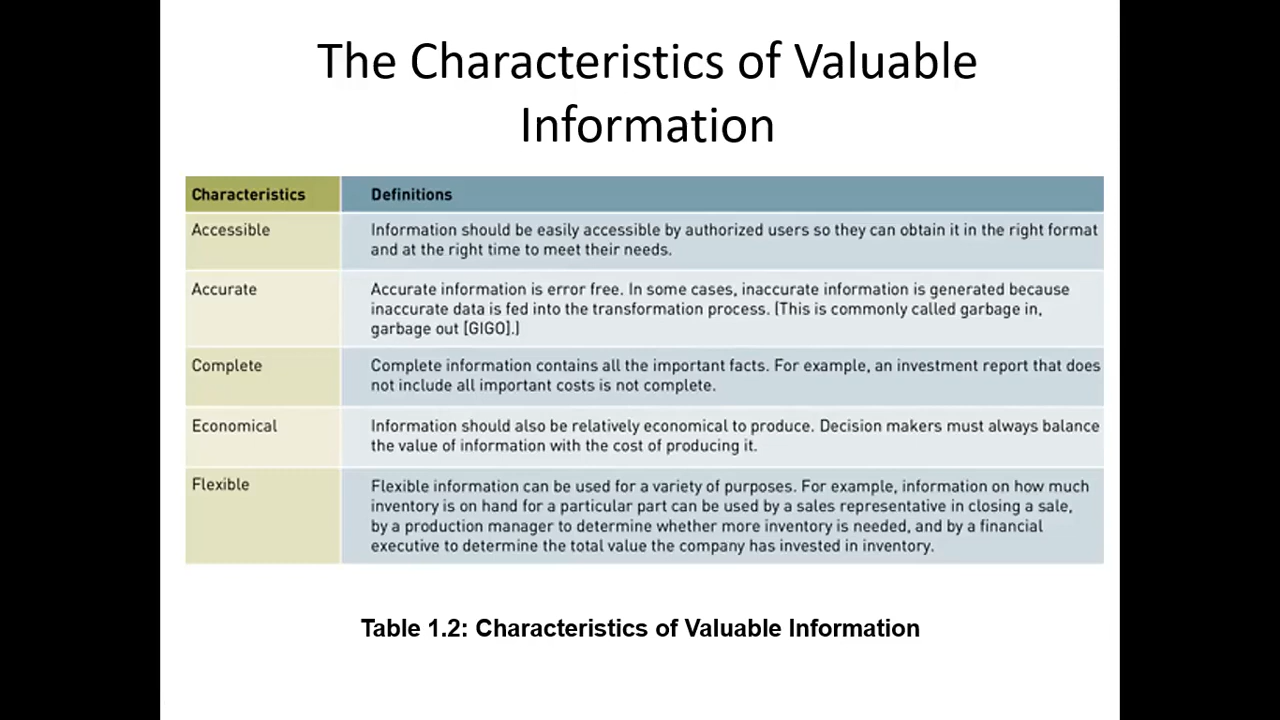 The Characteristics of Valuable
Information
Characteristics Definitions
Accessible Information should be easily accessible by authorized users so they can obtain it in the right format
and at the right time to meet their needs.
Accurate Accurate information is error free. In some cases, inaccurate information is generated because
inaccurate data is fed into the transformation process. (This is commonly called garbage in,
garbage out [GIGO].)
Complete Complete information contains all the important facts. For example, an investment report that does
not include all important costs is not complete.
Economical Information should also be relatively economical to produce. Decision makers must always balance
the value of information with the cost of producing it.
Flexible Flexible information can be used for a variety of purposes. For example, information on how much
inventory is on hand for a particular part can be used by a sales representative in closing a sale,
by a production manager to determine whether more inventory is needed, and by a financial
executive to determine the total value the company has invested in inventory.
Table 1.2: Characteristics of Valuable Information